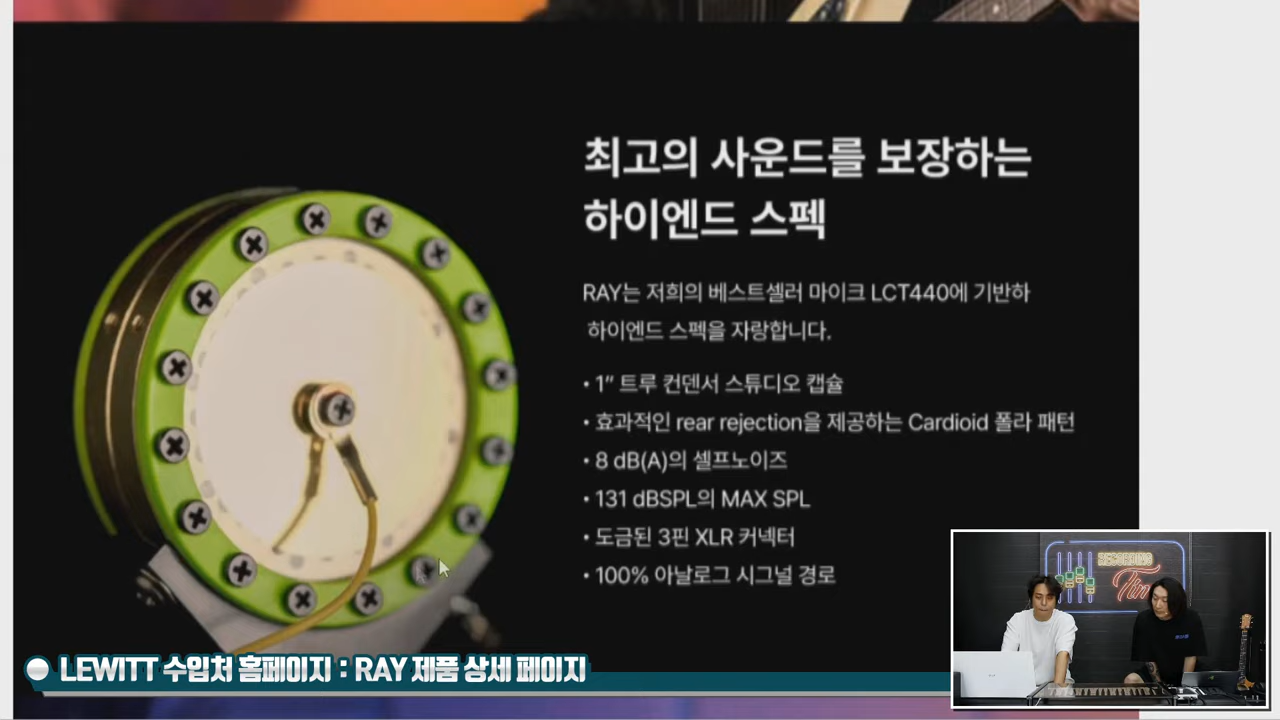 최고의 사운드를 보장하는
하이엔드 스펙
RAY는 저희의 베스트셀러 마이크 LCT440에 기반하
하이엔드 스펙을 자랑합니다.
• 1” 트루 컨덴서 스튜디오 캡슐
• 효과적인 rear rejection을 제공하는 Cardioid 폴라 패턴
• 8 dB(A)의 셀프노이즈
• 131 dBSPL의 MAX SPL
• 도금된 3핀 XLR 커넥터
• 100% 아날로그 시그널 경로
RECORDING
Tim
LEWITT 수입처 홈페이지 : RAY 제품 상세 페이지